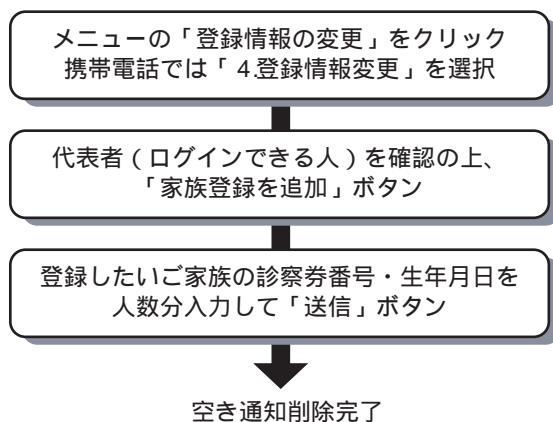 メニューの「登録情報の変更」をクリック
携帯電話では「4.登録情報変更」を選択
代表者(ログインできる人)を確認の上、
「家族登録を追加」ボタン
登録したいご家族の診察券番号・生年月日を
人数分入力して「送信」ボタン
空き通知削除完了